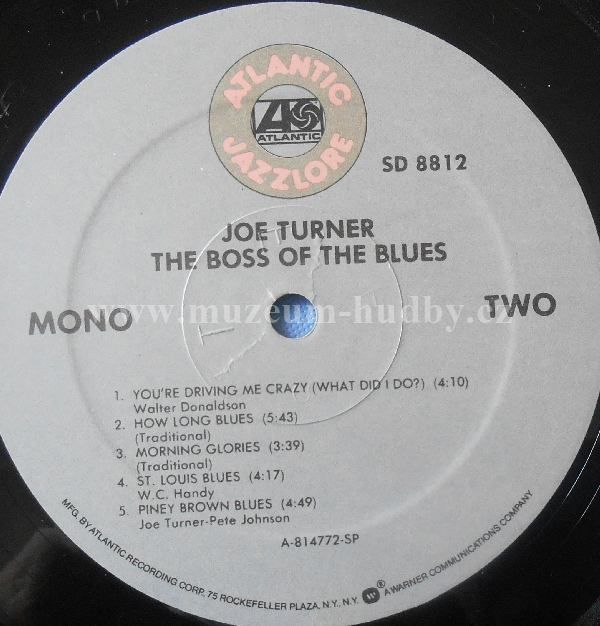 ATLANTIC
ATLANTIC
JAZZLORE
SD 8812
JOE TURNER
THE BOSS OF THE BLUES
www.muzeum-hudby.cz
MONO
TWO
1. YOU'RE DRIVING ME CRAZY (WHAT DID I DO?) (4:10)
Walter Donaldson
2. HOW LONG BLUES (5:43)
(Traditional)
3. MORNING GLORIES (3:39)
(Traditional)
4. ST. LOUIS BLUES (4:17)
W.C. Handy
5. PINEY BROWN BLUES (4:49)
Joe Turner-Pete Johnson
A-814772-SP
MFG. BY ATLANTIC RECORDING CORP. 75 ROCKEFELLER PLAZA, N.Y., N.Y. ® A WARNER COMMUNICATIONS COMPANY